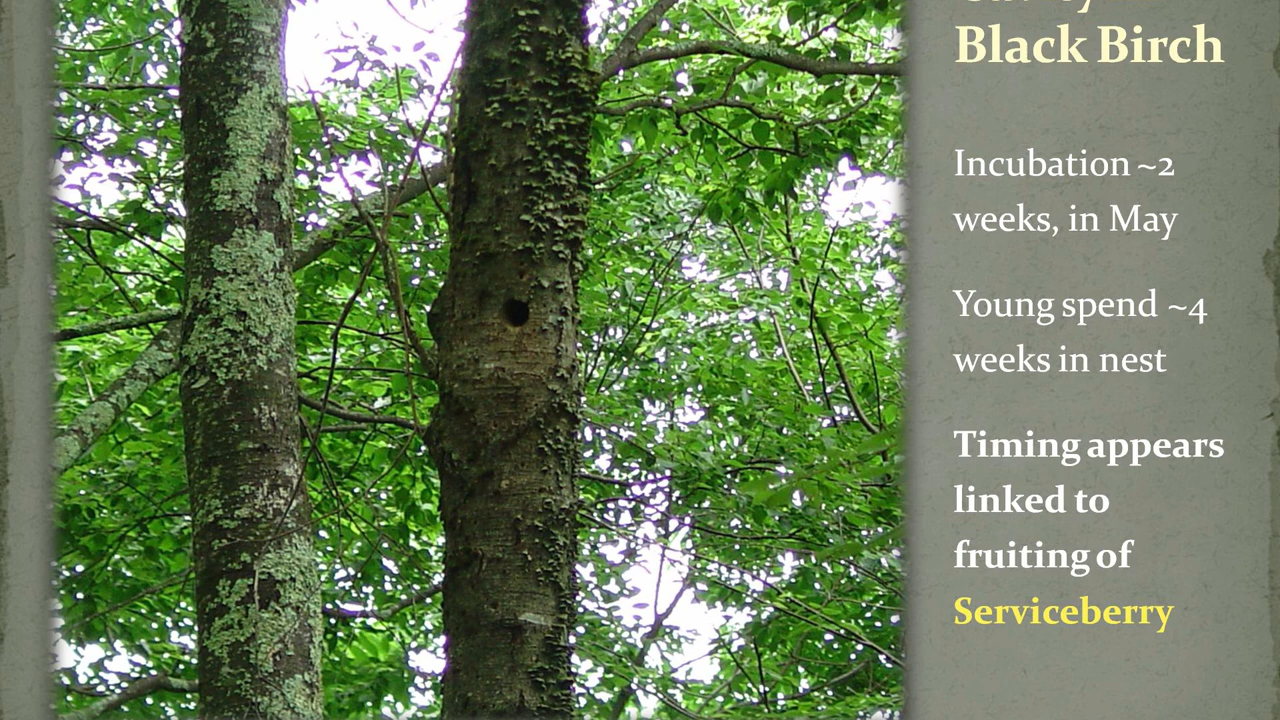 Black Birch
Incubation ~2
weeks, in May
Young spend ~4
weeks in nest
Timing appears
linked to
fruiting of
Serviceberry